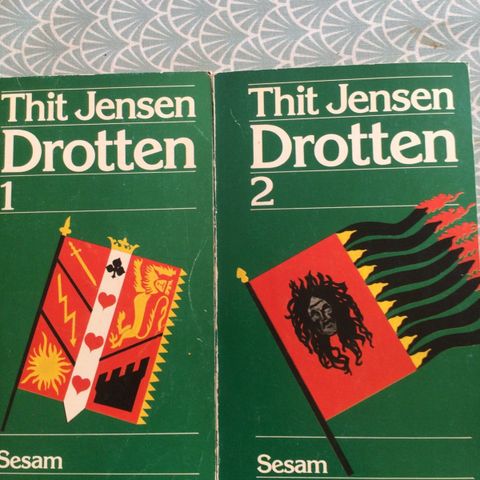 Thit Jensen
Drotten
1
Sesam
Thit Jensen
Drotten
2
Sesam